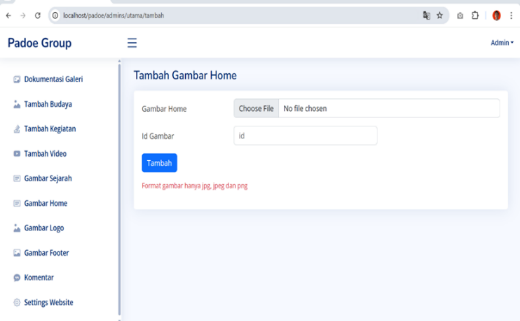 localhost/padoe/admins/utama/tambah
Padoe Group
Admin
Dokumentasi Galeri
Tambah Budaya
Tambah Kegiatan
Tambah Video
Gambar Sejarah
Gambar Home
Gambar Logo
Gambar Footer
Komentar
Settings Website
Tambah Gambar Home
Gambar Home Choose File No file chosen
Id Gambar id
Tambah
Format gambar hanya jpg, jpeg dan png